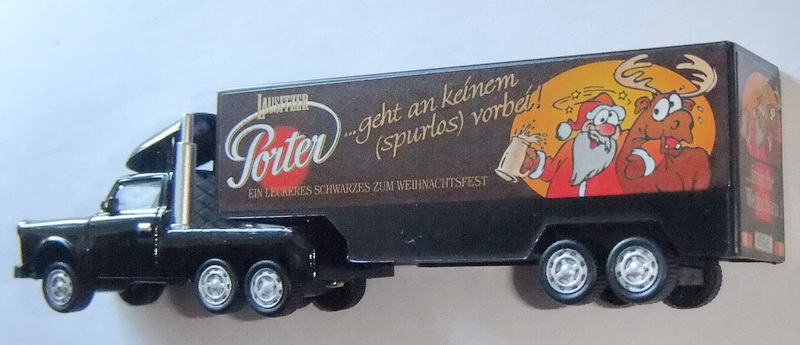 LAUSITZER
Porter
...geht an keinem
(spurlos) vorbei!
EIN LECKERES SCHWARZES ZUM WEIHNACHTSFEST